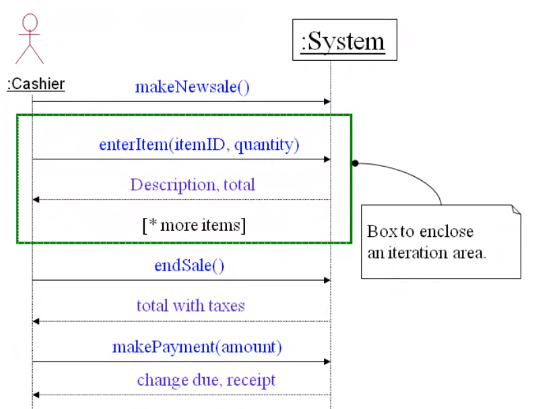 :System
:Cashier
makeNewsale()
enterItem(itemID, quantity)
Description, total
[* more items]
Box to enclose
an iteration area.
endSale()
total with taxes
makePayment(amount)
change due, receipt